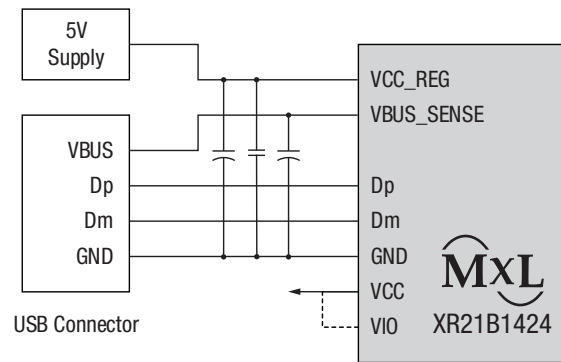 5V
Supply
VCC_REG
VBUS_SENSE
VBUS
Dp
Dm
GND
Dp
Dm
GND
VCC
VIO
MxL
XR21B1424
USB Connector